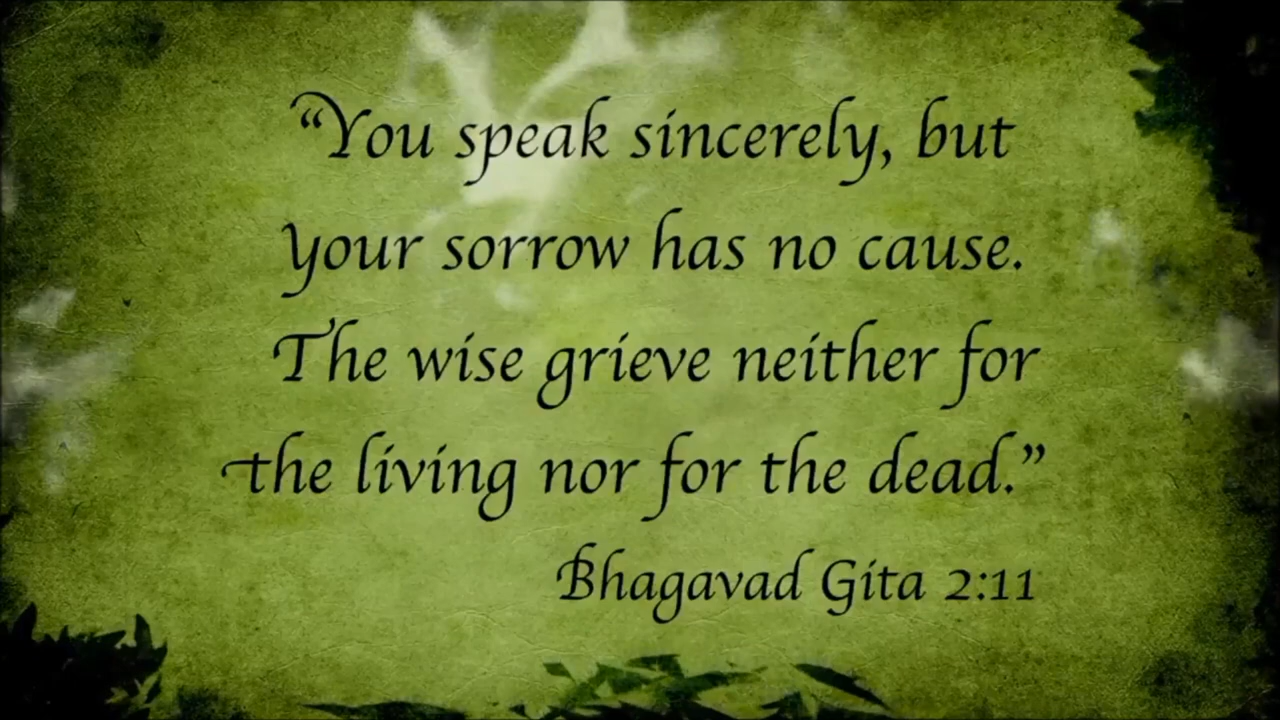 “You speak sincerely, but
your sorrow has no cause.
The wise grieve neither for
the living nor for the dead.”
Bhagavad Gita 2:11